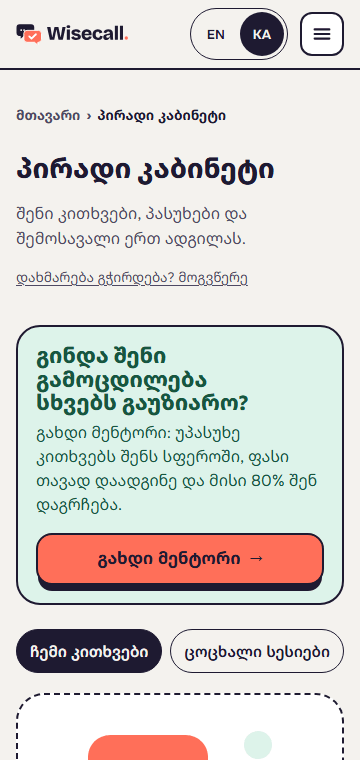 Wisecall.
EN
KA
მთავარი › პირადი კაბინეტი
პირადი კაბინეტი
შენი კითხვები, პასუხები და
შემოსავალი ერთ ადგილას.
დახმარება გჭირდება? მოგვწერე
გინდა შენი
გამოცდილება
სხვებს გაუზიარო?
გახდი მენტორი: უპასუხე
კითხვებს შენს სფეროში, ფასი
თავად დაადგინე და მისი 80% შენ
დაგრჩება.
გახდი მენტორი →
ჩემი კითხვები
ცოცხალი სესიები